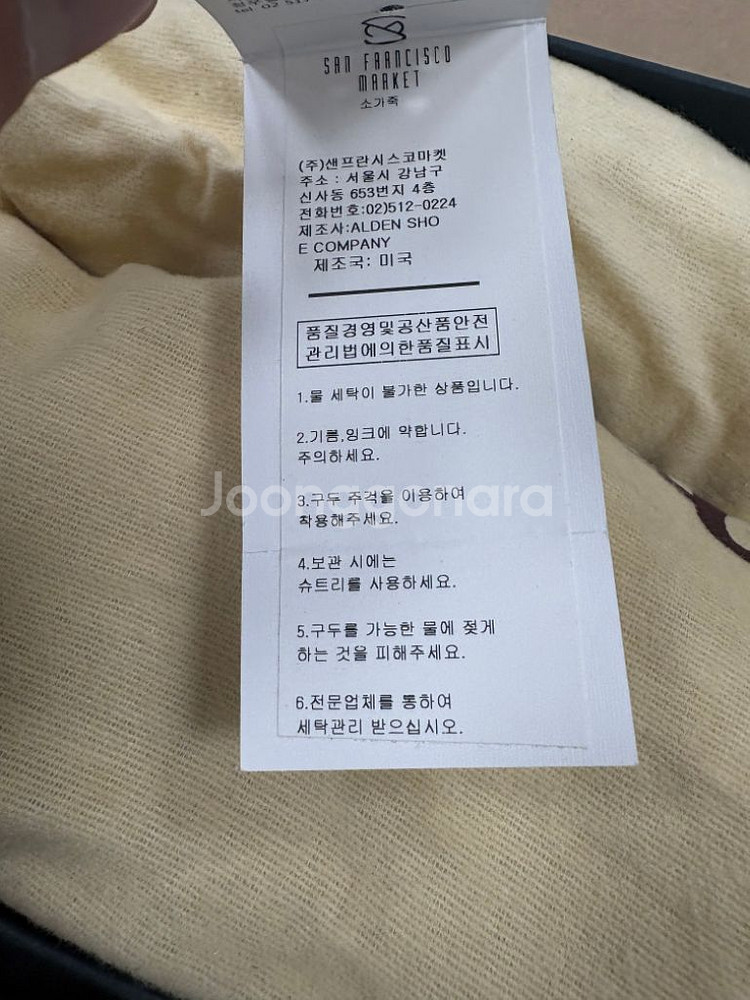 tel 02 517
SAN FRANCISCO
MARKET
소가죽
(주)샌프란시스코마켓
주소 : 서울시 강남구
신사동 653번지 4층
전화번호:02)512-0224
제조사:ALDEN SHO
E COMPANY
제조국: 미국
품질경영및공산품안전
관리법에의한품질표시
1.물 세탁이 불가한 상품입니다.
2.기름,잉크에 약합니다.
주의하세요.
3.구두 주걱을 이용하여
착용해주세요.
Joonggonara
4.보관 시에는
슈트리를 사용하세요.
5.구두를 가능한 물에 젖게
하는 것을 피해주세요.
6.전문업체를 통하여
세탁관리 받으십시오.